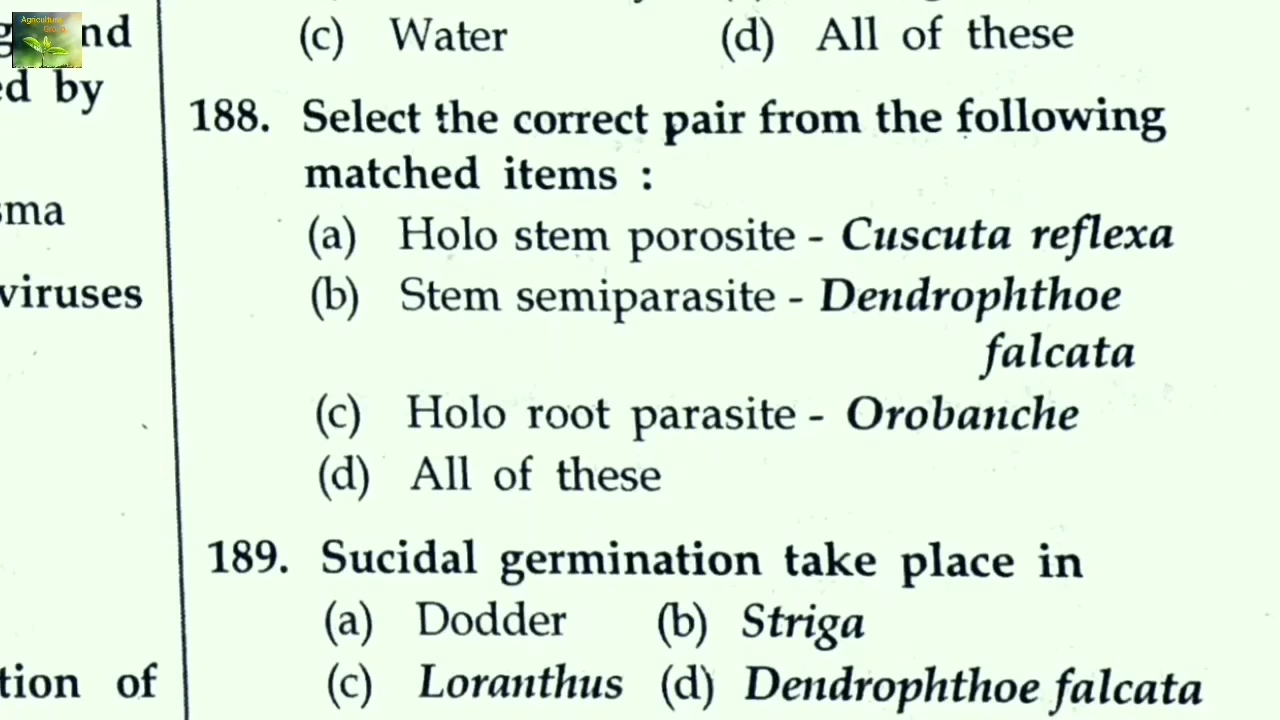 Agriculture
Group
nd
ed by
sma
viruses
tion of
(c) Water (d) All of these
188. Select the correct pair from the following
matched items :
(a) Holo stem porosite - Cuscuta reflexa
(b) Stem semiparasite - Dendrophthoe
falcata
(c) Holo root parasite - Orobanche
(d) All of these
189. Sucidal germination take place in
(a) Dodder (b) Striga
(c) Loranthus (d) Dendrophthoe falcata